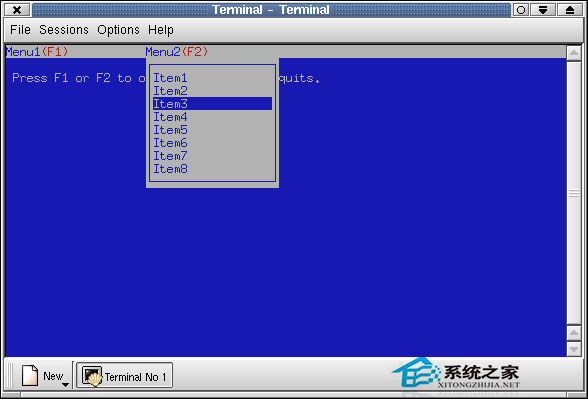 Terminal - Terminal
File Sessions Options Help
Menu1(F1) Menu2(F2)
Press F1 or F2 to o quits.
Item1
Item2
Item3
Item4
Item5
Item6
Item7
Item8
New Terminal No 1
系统之家
XITONGZHIJIA.NET